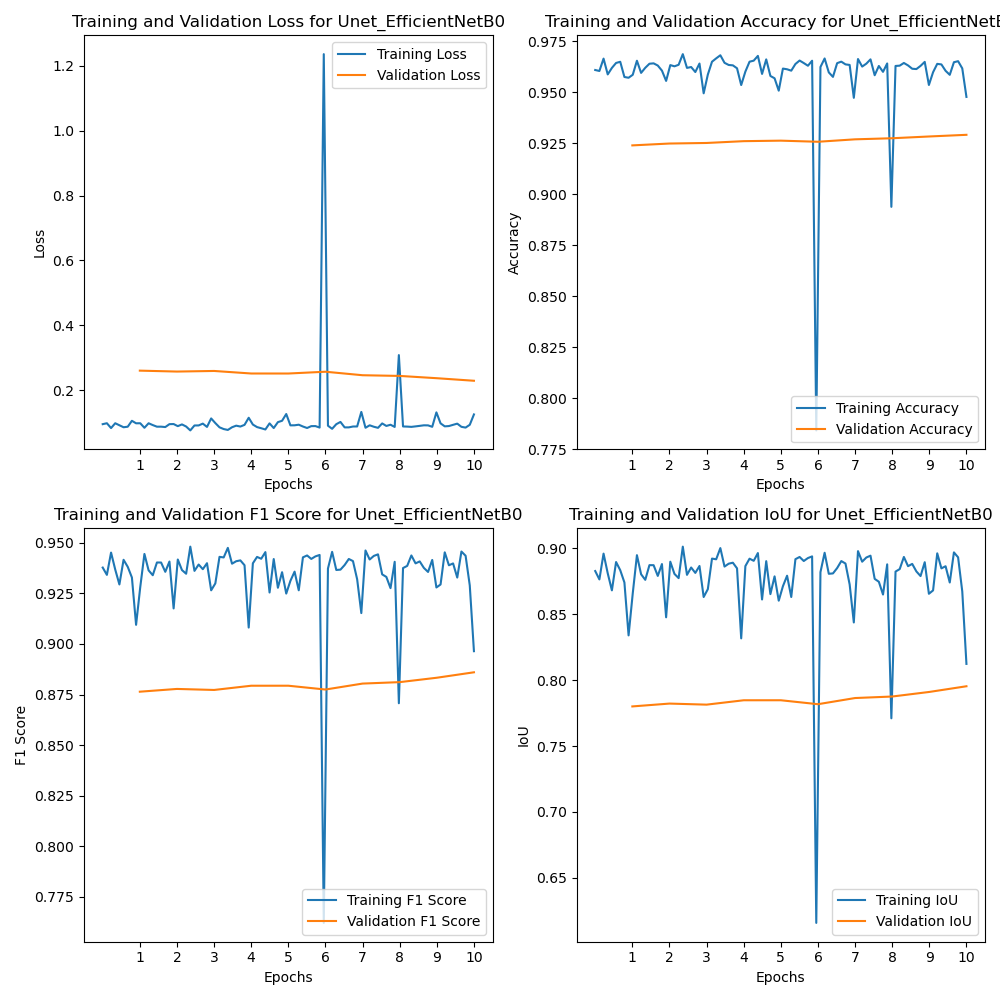 Training and Validation Loss for Unet_EfficientNetB0
Training Loss
Validation Loss
Loss
1.2
1.0
0.8
0.6
0.4
0.2
1 2 3 4 5 6 7 8 9 10
Epochs
Training and Validation Accuracy for Unet_EfficientNetB
Accuracy
0.975
0.950
0.925
0.900
0.875
0.850
0.825
0.800
0.775
Training Accuracy
Validation Accuracy
1 2 3 4 5 6 7 8 9 10
Epochs
Training and Validation F1 Score for Unet_EfficientNetB0
F1 Score
0.950
0.925
0.900
0.875
0.850
0.825
0.800
0.775
Training F1 Score
Validation F1 Score
1 2 3 4 5 6 7 8 9 10
Epochs
Training and Validation IoU for Unet_EfficientNetB0
IoU
0.90
0.85
0.80
0.75
0.70
0.65
Training IoU
Validation IoU
1 2 3 4 5 6 7 8 9 10
Epochs